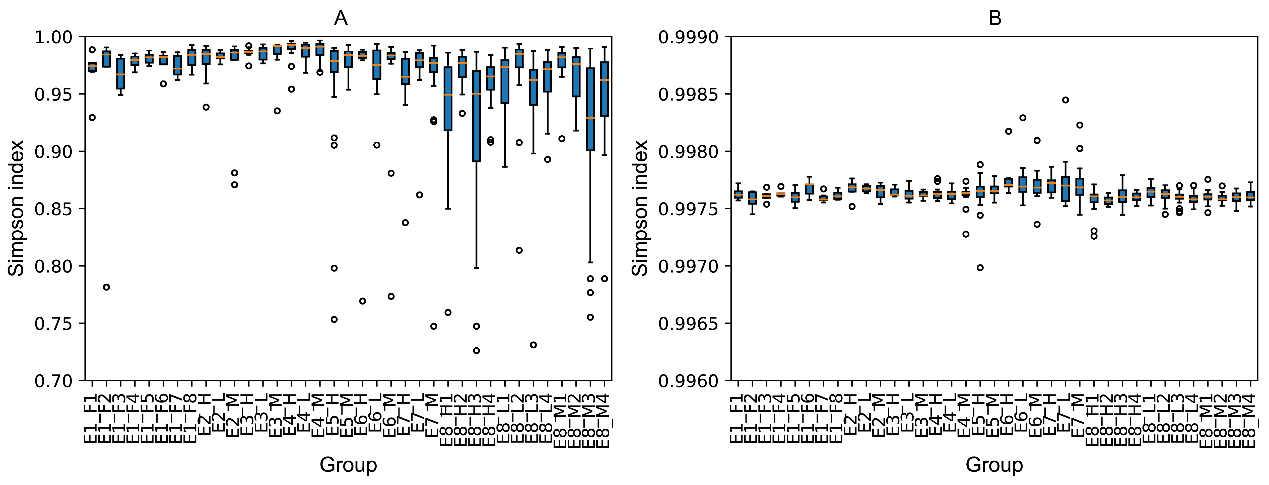 A
Simpson index
1.00
0.95
0.90
0.85
0.80
0.75
0.70
E1_F1
E1_F2
E1_F3
E1_F4
E1_F5
E1_F6
E1_F7
E1_F8
E2_H
E2_L
E2_M
E3_H
E3_L
E3_M
E4_H
E4_L
E4_M
E5_H
E5_M
E6_H
E6_L
E6_M
E7_H
E7_L
E7_M
E8_H1
E8_H2
E8_H3
E8_H4
E8_L1
E8_L2
E8_L3
E8_L4
E8_M1
E8_M2
E8_M3
E8_M4
Group
B
Simpson index
0.9990
0.9985
0.9980
0.9975
0.9970
0.9965
0.9960
E1_F1
E1_F2
E1_F3
E1_F4
E1_F5
E1_F6
E1_F7
E1_F8
E2_H
E2_L
E2_M
E3_H
E3_L
E3_M
E4_H
E4_L
E4_M
E5_H
E5_M
E6_H
E6_L
E6_M
E7_H
E7_L
E7_M
E8_H1
E8_H2
E8_H3
E8_H4
E8_L1
E8_L2
E8_L3
E8_L4
E8_M1
E8_M2
E8_M3
E8_M4
Group